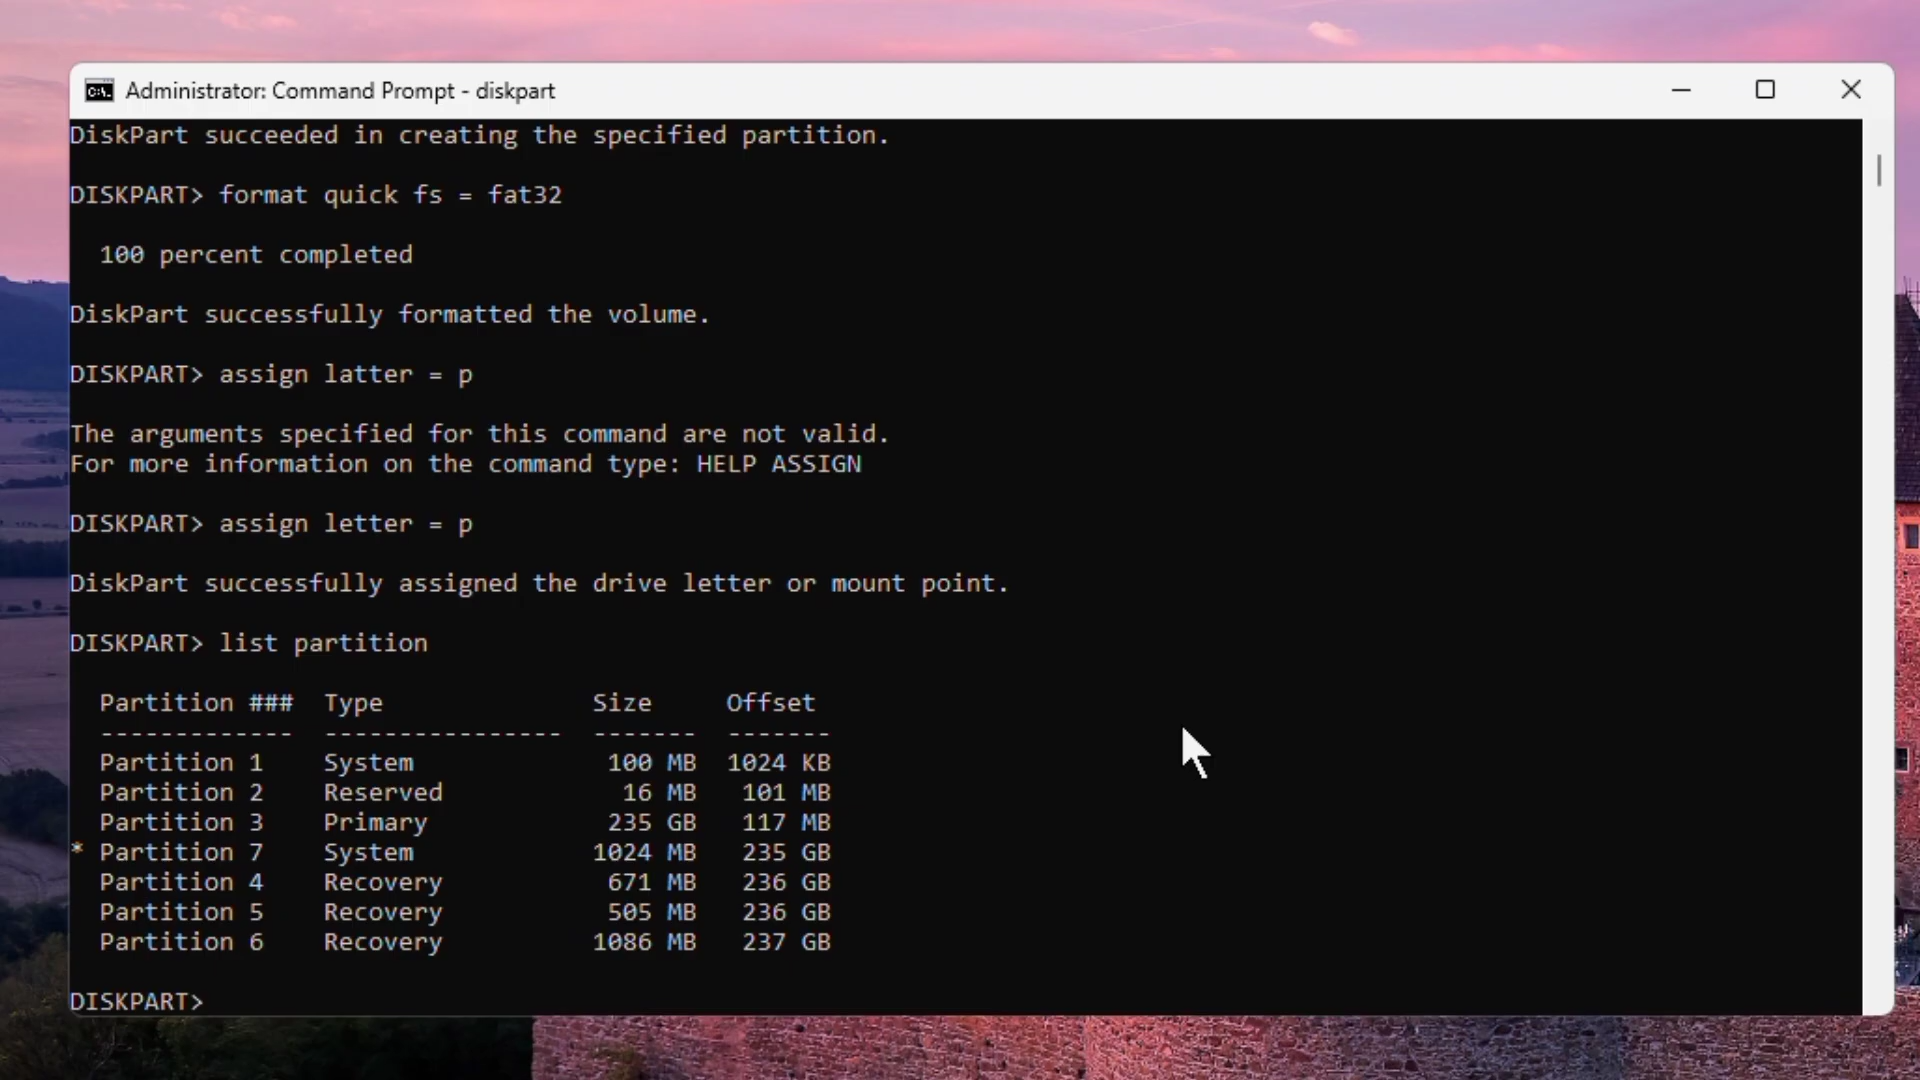 Administrator: Command Prompt - diskpart
DiskPart succeeded in creating the specified partition.
DISKPART> format quick fs = fat32
100 percent completed
DiskPart successfully formatted the volume.
DISKPART> assign latter = p
The arguments specified for this command are not valid.
For more information on the command type: HELP ASSIGN
DISKPART> assign letter = p
DiskPart successfully assigned the drive letter or mount point.
DISKPART> list partition
Partition ###  Type              Size     Offset
-------------  ----------------  -------  -------
Partition 1    System             100 MB  1024 KB
Partition 2    Reserved            16 MB   101 MB
Partition 3    Primary            235 GB   117 MB
* Partition 7    System            1024 MB   235 GB
Partition 4    Recovery           671 MB   236 GB
Partition 5    Recovery           505 MB   236 GB
Partition 6    Recovery          1086 MB   237 GB
DISKPART>